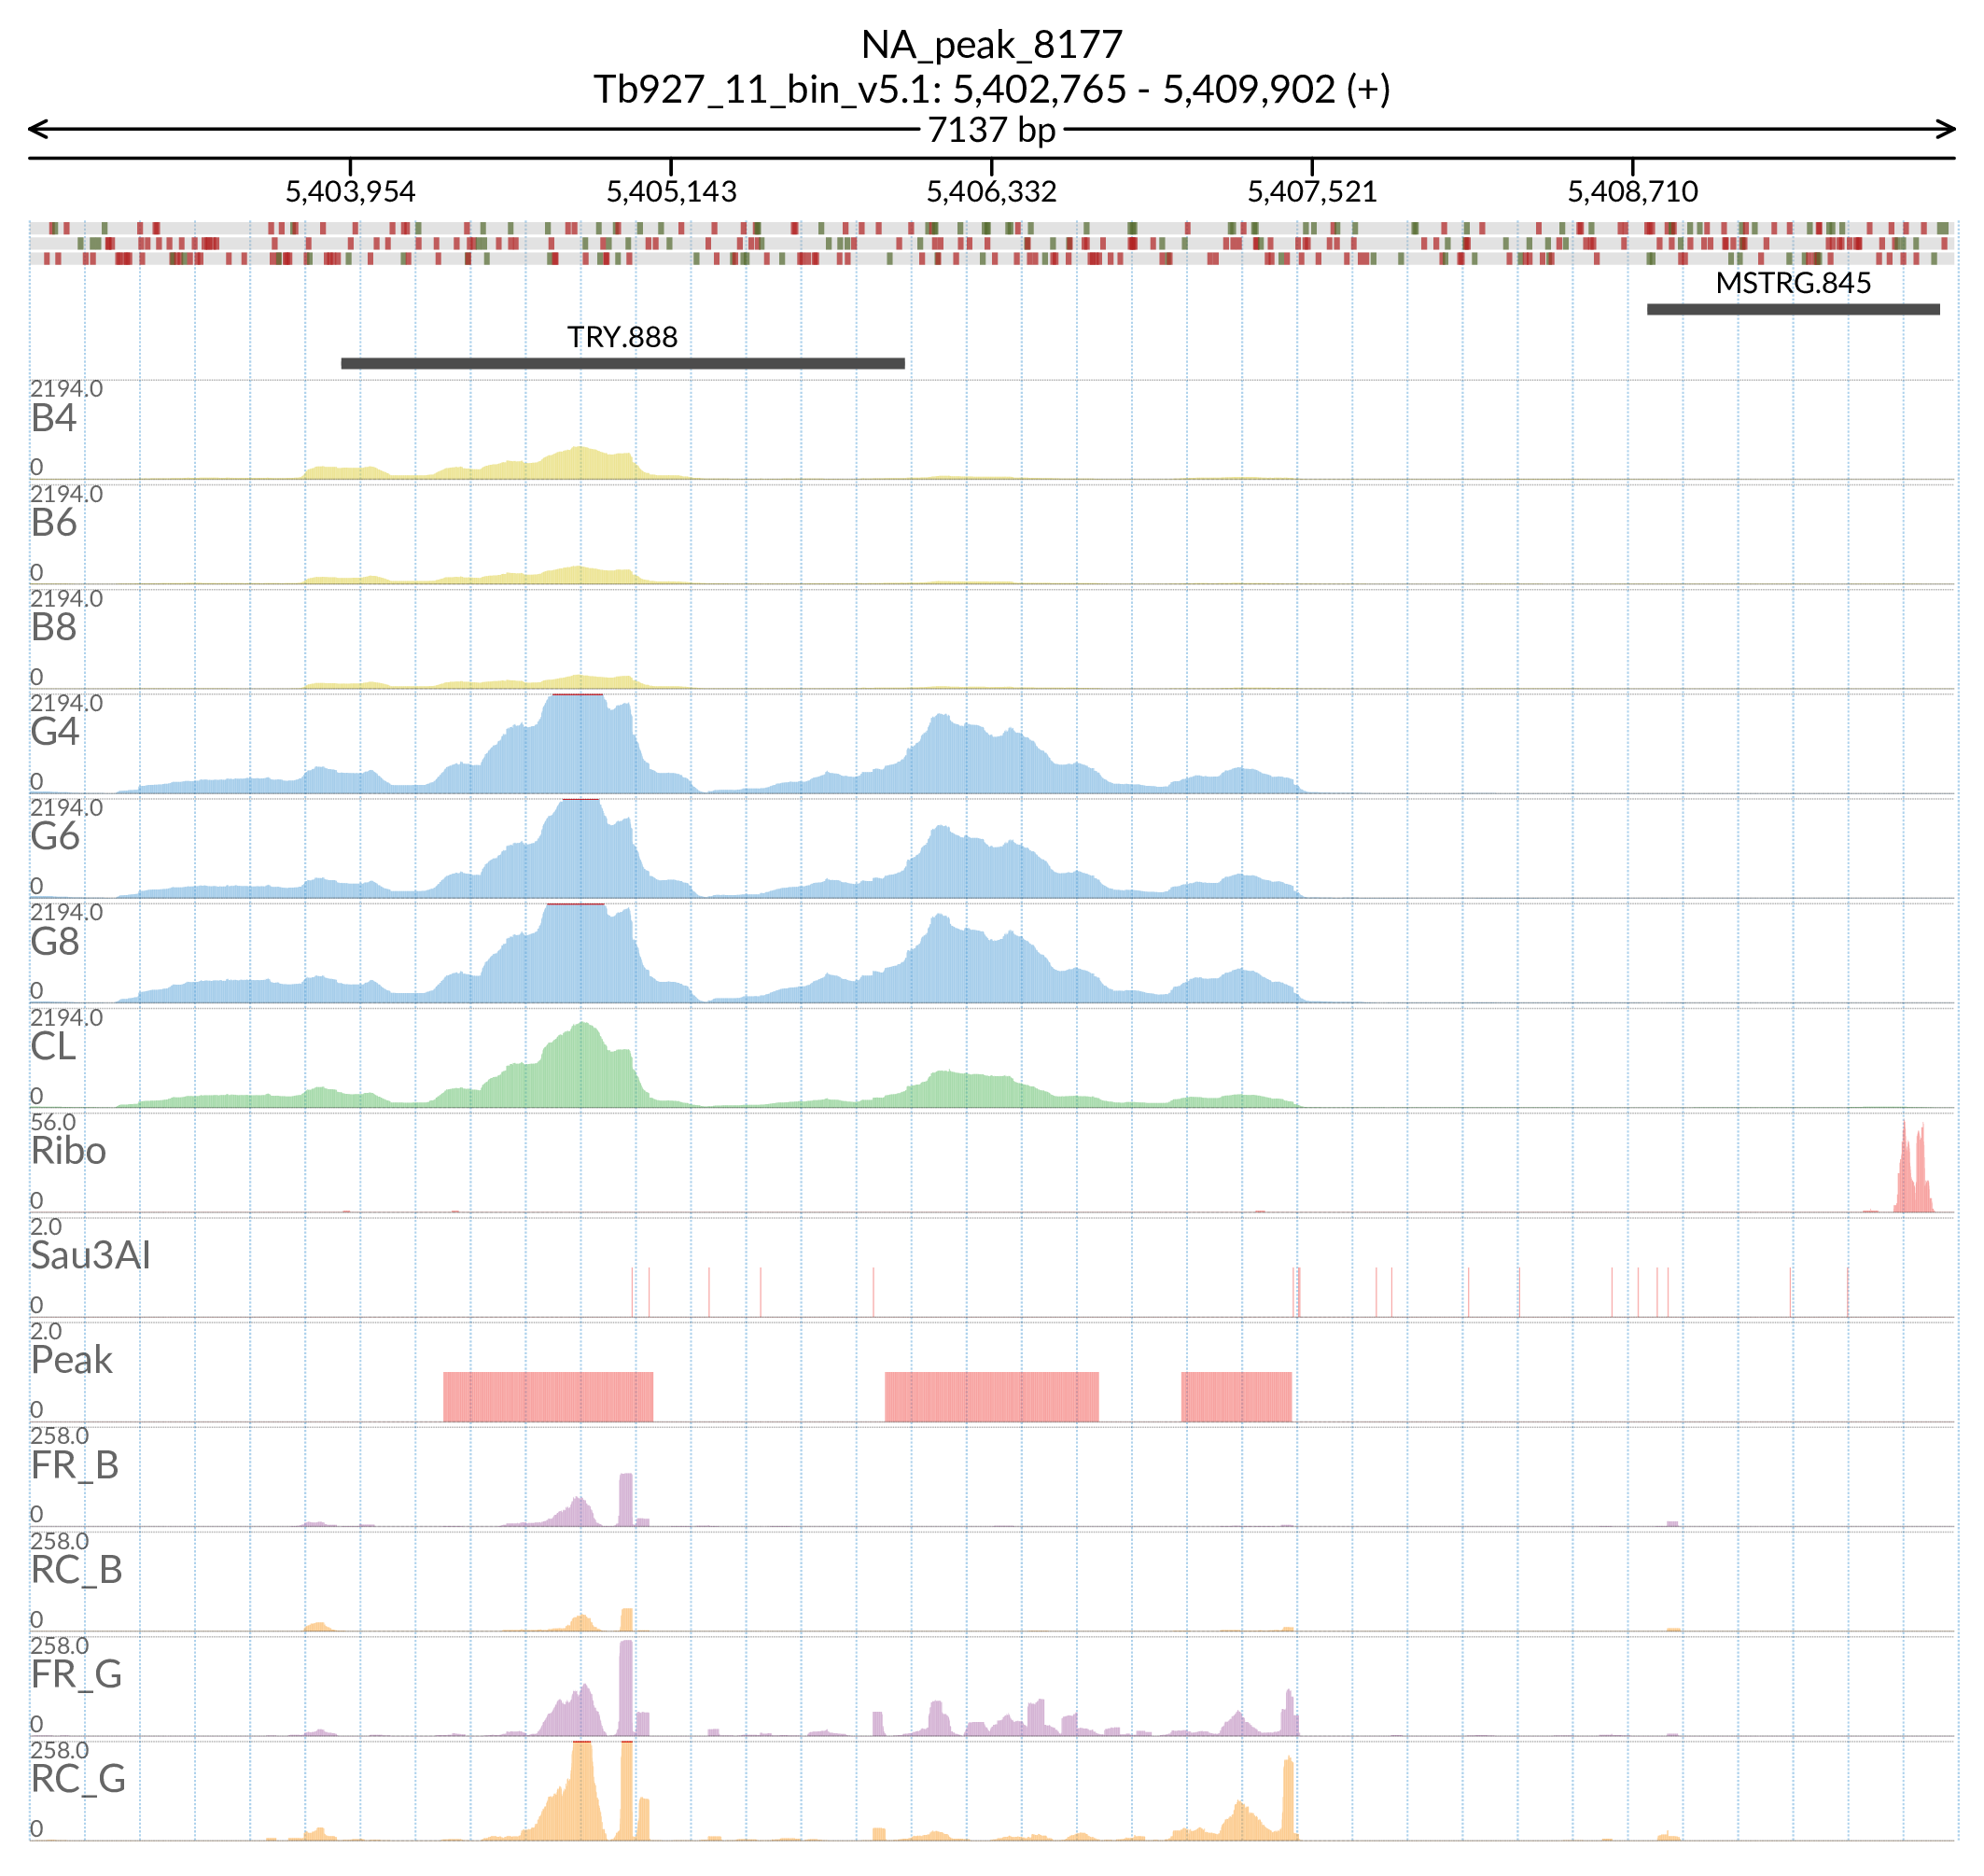 NA_peak_8177
Tb927_11_bin_v5.1: 5,402,765 - 5,409,902 (+)
7137 bp
5,403,954 5,405,143 5,406,332 5,407,521 5,408,710
MSTRG.845
TRY.888
2194.0
B4
0
2194.0
B6
0
2194.0
B8
0
2194.0
G4
0
2194.0
G6
0
2194.0
G8
0
2194.0
CL
0
56.0
Ribo
0
2.0
Sau3AI
0
2.0
Peak
0
258.0
FR_B
0
258.0
RC_B
0
258.0
FR_G
0
258.0
RC_G
0